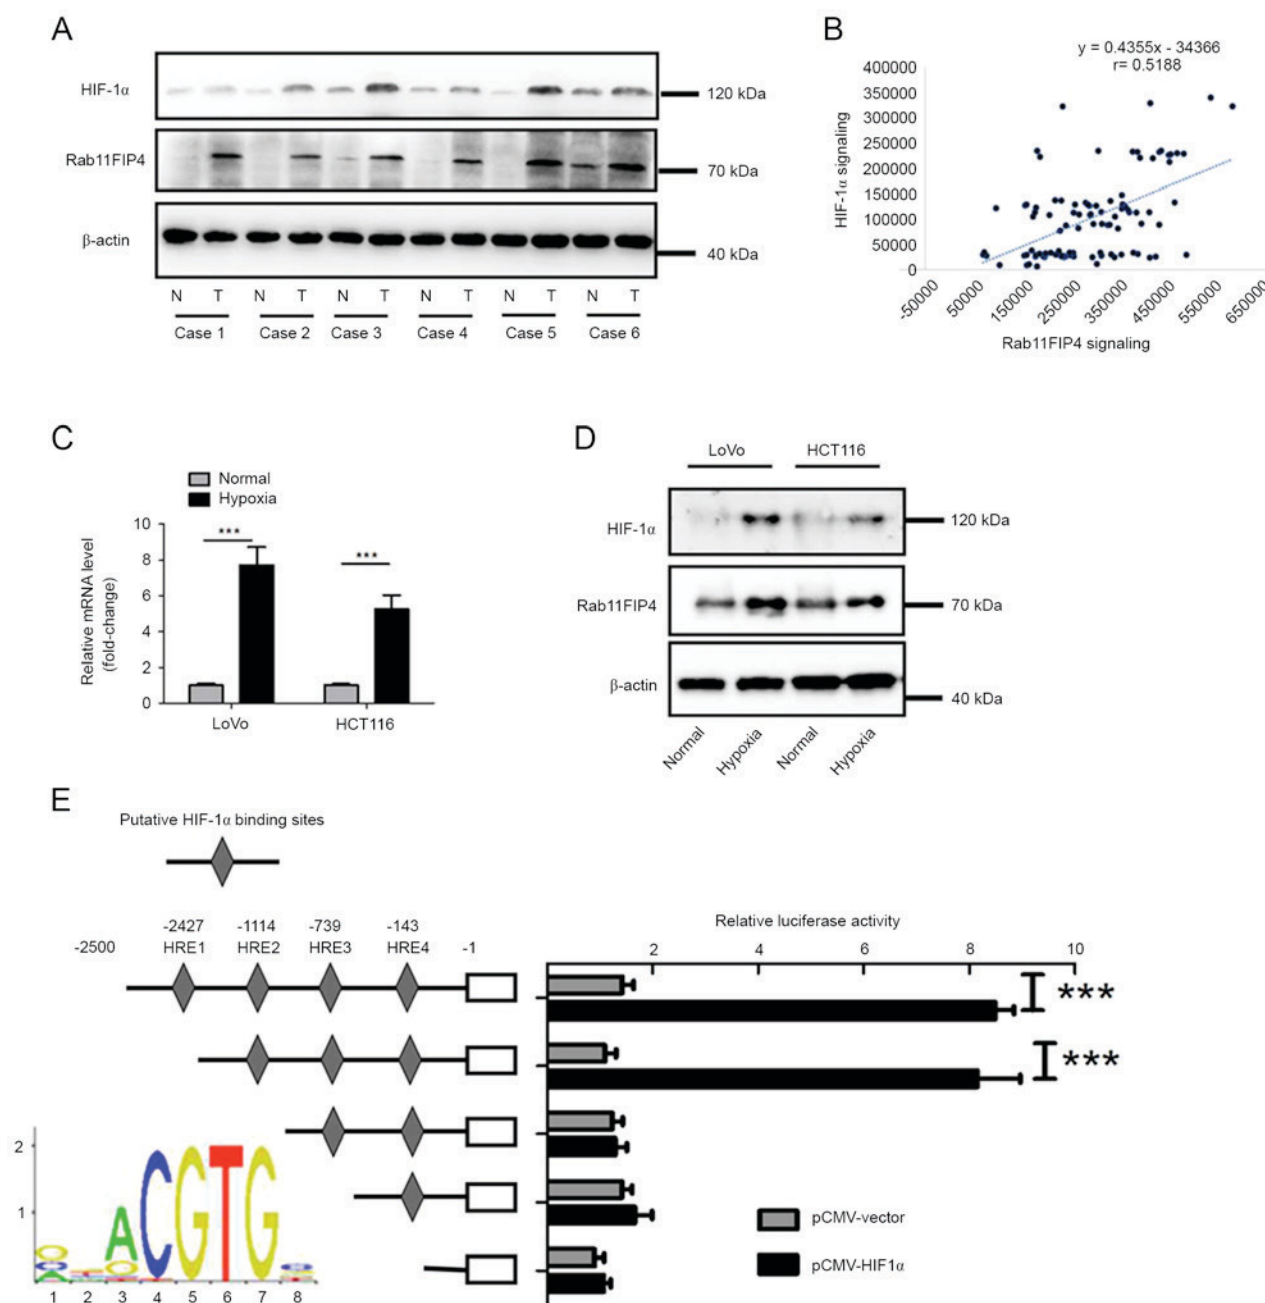 A
HIF-1α
120 kDa
Rab11FIP4
70 kDa
β-actin
40 kDa
N T N T N T N T N T N T
Case 1 Case 2 Case 3 Case 4 Case 5 Case 6
B
y = 0.4355x - 34366
r= 0.5188
HIF-1α signaling
400000
350000
300000
250000
200000
150000
100000
50000
0
-50000 50000 150000 250000 350000 450000 550000 650000
Rab11FIP4 signaling
C
Normal
Hypoxia
Relative mRNA level
(fold-change)
10
8
6
4
2
0
*** ***
LoVo HCT116
D
LoVo HCT116
HIF-1α
120 kDa
Rab11FIP4
70 kDa
β-actin
40 kDa
Normal Hypoxia Normal Hypoxia
E
Putative HIF-1α binding sites
-2427 -1114 -739 -143
-2500 HRE1 HRE2 HRE3 HRE4 -1
Relative luciferase activity
2 4 6 8 10
***
***
pCMV-vector
pCMV-HIF1α
2
1
ACGTG
1 2 3 4 5 6 7 8